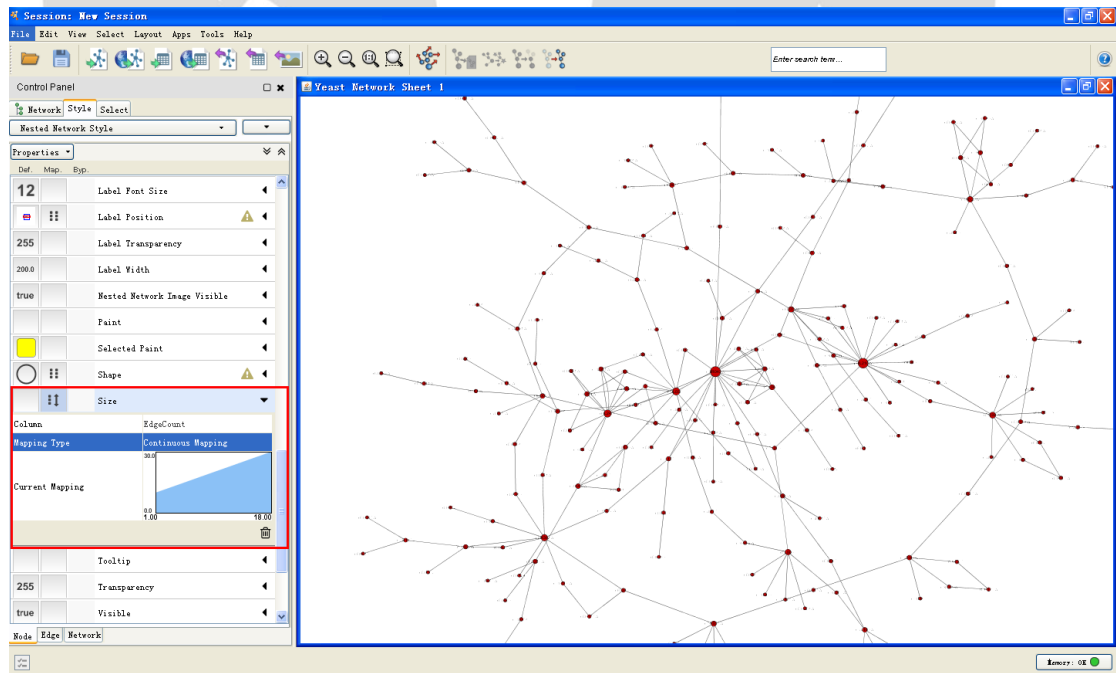 Session: New Session
File Edit View Select Layout Apps Tools Help
Enter search term...
Control Panel
Network Style Select
Nested Network Style
Properties
Def. Map. Byp.
12 Label Font Size
Label Position
255 Label Transparency
200.0 Label Width
true Nested Network Image Visible
Paint
Selected Paint
Shape
Size
Column EdgeCount
Mapping Type Continuous Mapping
30.0
Current Mapping
0.0
1.00 18.00
Tooltip
255 Transparency
true Visible
Node Edge Network
Yeast Network Sheet 1
Memory: OK